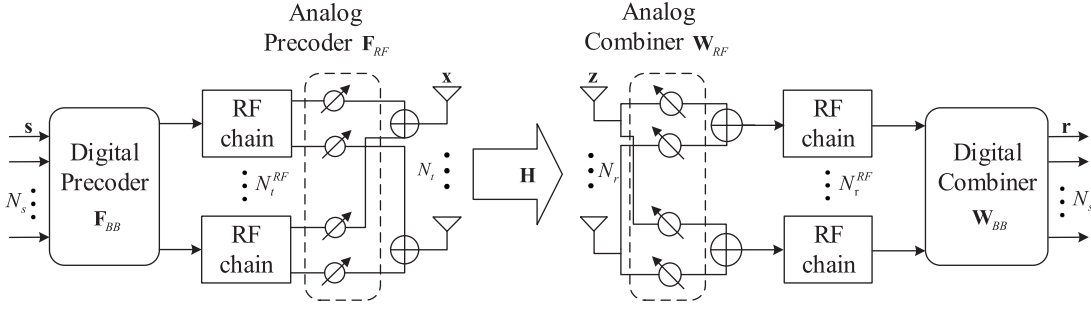 Analog
Precoder F_RF
Analog
Combiner W_RF
x
z
s
RF
chain
RF
chain
r
Digital
Precoder
F_BB
N_s
N_t^RF
N_t
H
N_r
N_r^RF
Digital
Combiner
W_BB
N_s
RF
chain
RF
chain